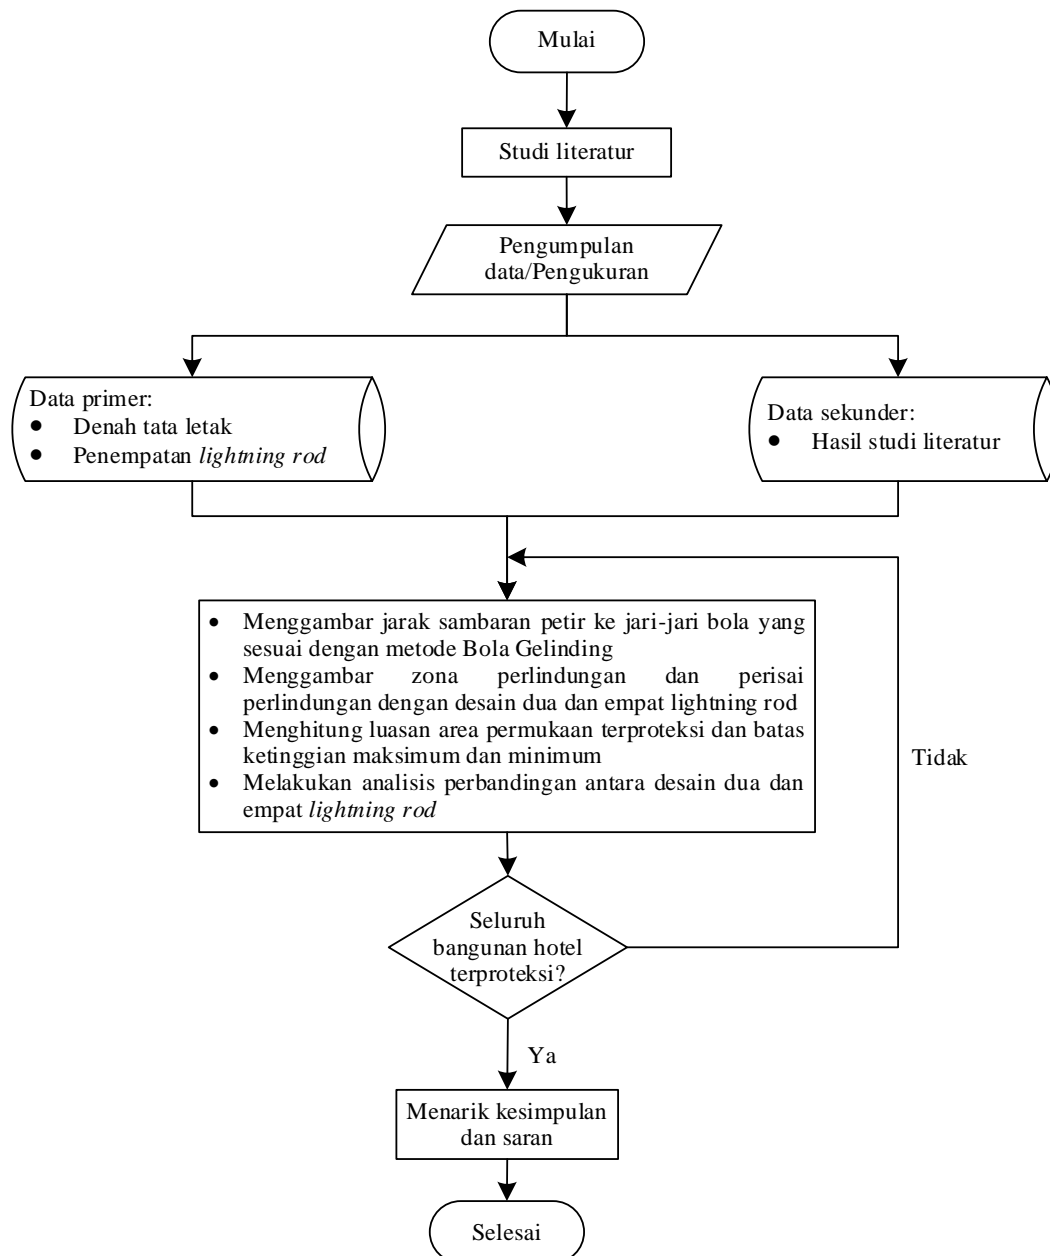 Mulai
Studi literatur
Pengumpulan
data/Pengukuran
Data primer:
● Denah tata letak
● Penempatan lightning rod
Data sekunder:
● Hasil studi literatur
● Menggambar jarak sambaran petir ke jari-jari bola yang
sesuai dengan metode Bola Gelinding
● Menggambar zona perlindungan dan perisai
perlindungan dengan desain dua dan empat lightning rod
● Menghitung luasan area permukaan terproteksi dan batas
ketinggian maksimum dan minimum
● Melakukan analisis perbandingan antara desain dua dan
empat lightning rod
Tidak
Seluruh
bangunan hotel
terproteksi?
Ya
Menarik kesimpulan
dan saran
Selesai